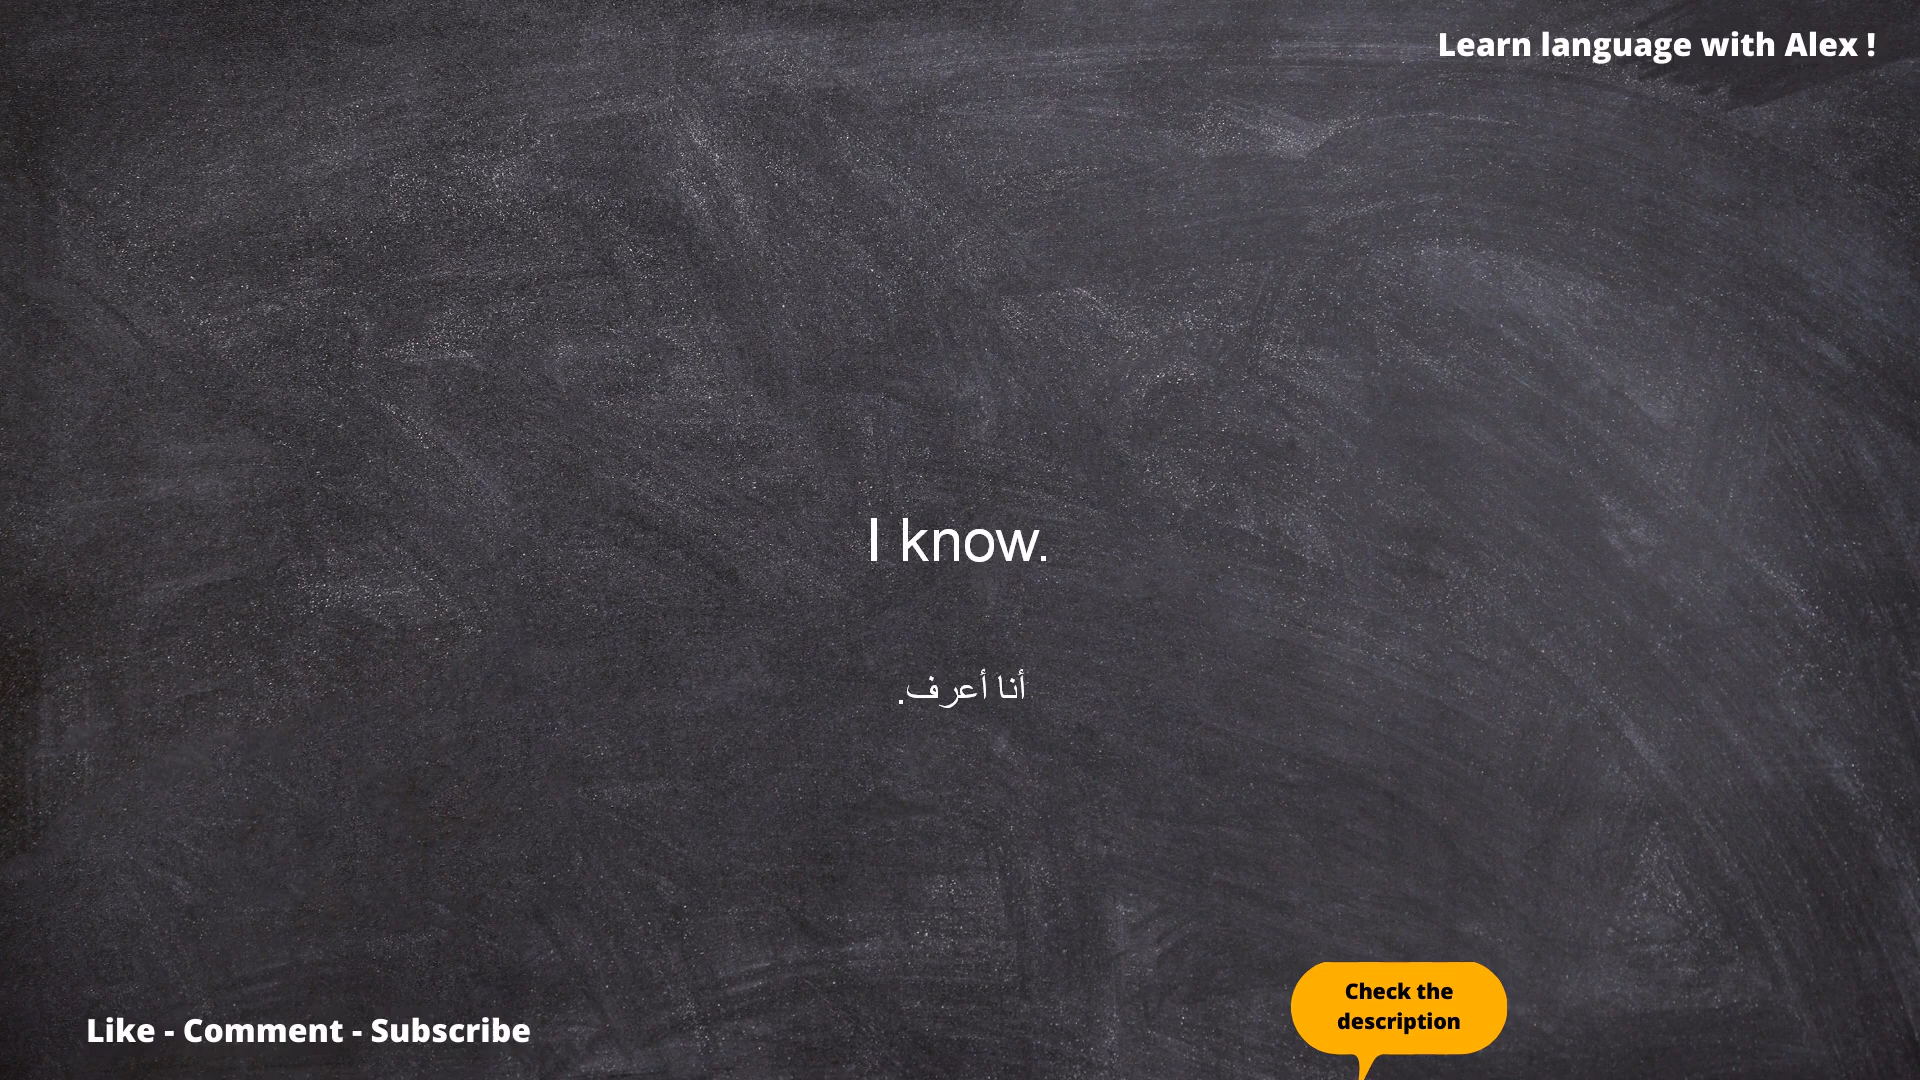 Learn language with Alex !
I know.
أنا أعرف.
Check the
description
Like - Comment - Subscribe